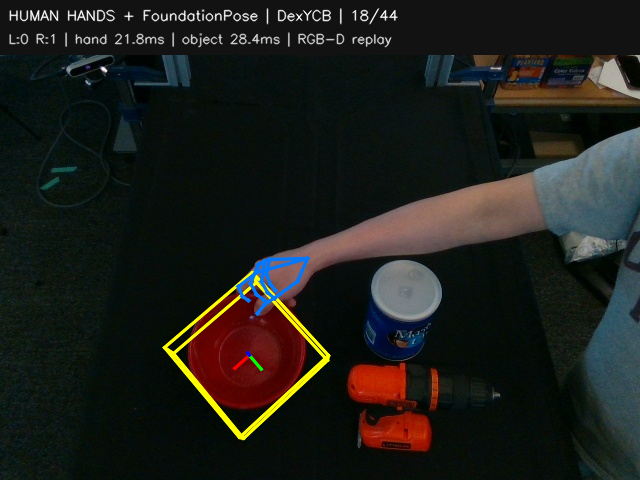 HUMAN HANDS + FoundationPose | DexYCB | 18/44
L:0 R:1 | hand 21.8ms | object 28.4ms | RGB-D replay